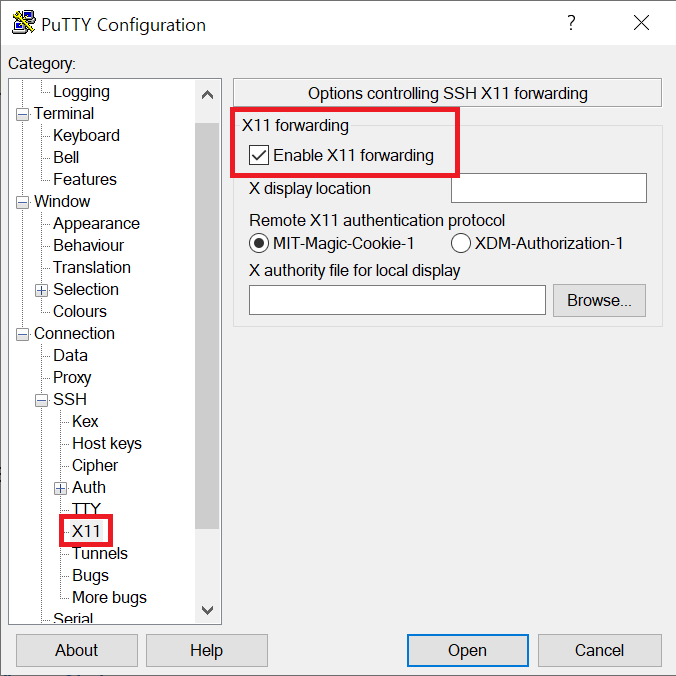 PuTTY Configuration
?
Category:
Logging
Terminal
Keyboard
Bell
Features
Window
Appearance
Behaviour
Translation
Selection
Colours
Connection
Data
Proxy
SSH
Kex
Host keys
Cipher
Auth
TTY
X11
Tunnels
Bugs
More bugs
Serial
Options controlling SSH X11 forwarding
X11 forwarding
Enable X11 forwarding
X display location
Remote X11 authentication protocol
MIT-Magic-Cookie-1 XDM-Authorization-1
X authority file for local display
Browse...
About Help Open Cancel